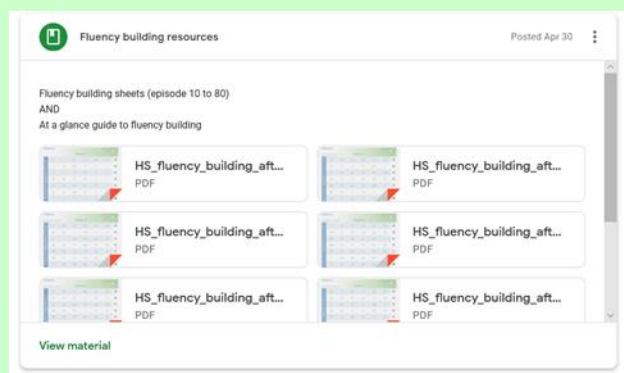 Fluency building resources
Posted Apr 30
Fluency building sheets (episode 10 to 80)
AND
At a glance guide to fluency building
HS_fluency_building_aft...
PDF
HS_fluency_building_aft...
PDF
HS_fluency_building_aft...
PDF
HS_fluency_building_aft...
PDF
HS_fluency_building_aft...
PDF
HS_fluency_building_aft...
PDF
View material